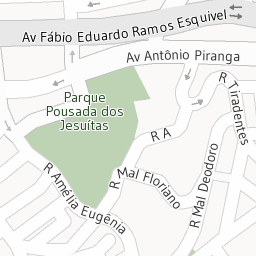 Av Fábio Eduardo Ramos Esquivel
Av Antônio Piranga
R Tiradentes
Parque
Pousada dos
Jesuítas
R A
R Mal Deodoro
R Mal Floriano
R Amélia Eugênia